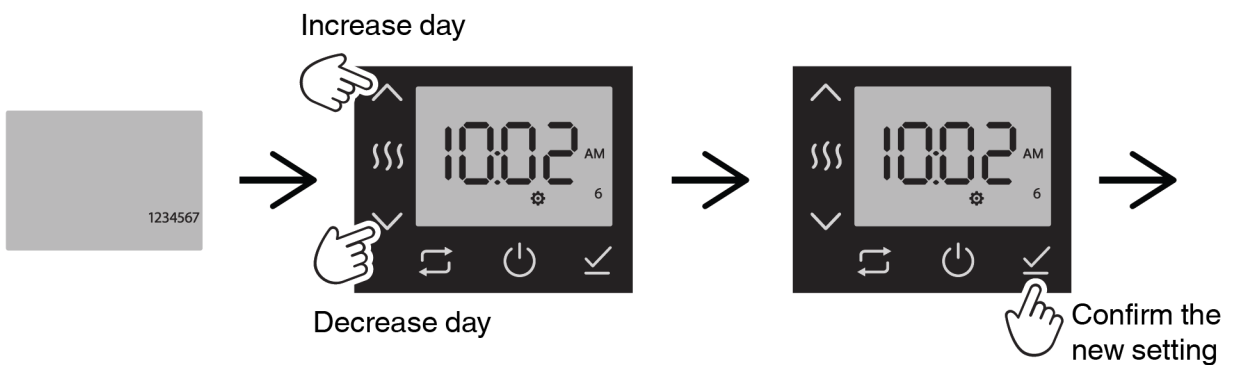 Increase day
1234567
10:02
AM
6
Decrease day
10:02
AM
6
Confirm the
new setting